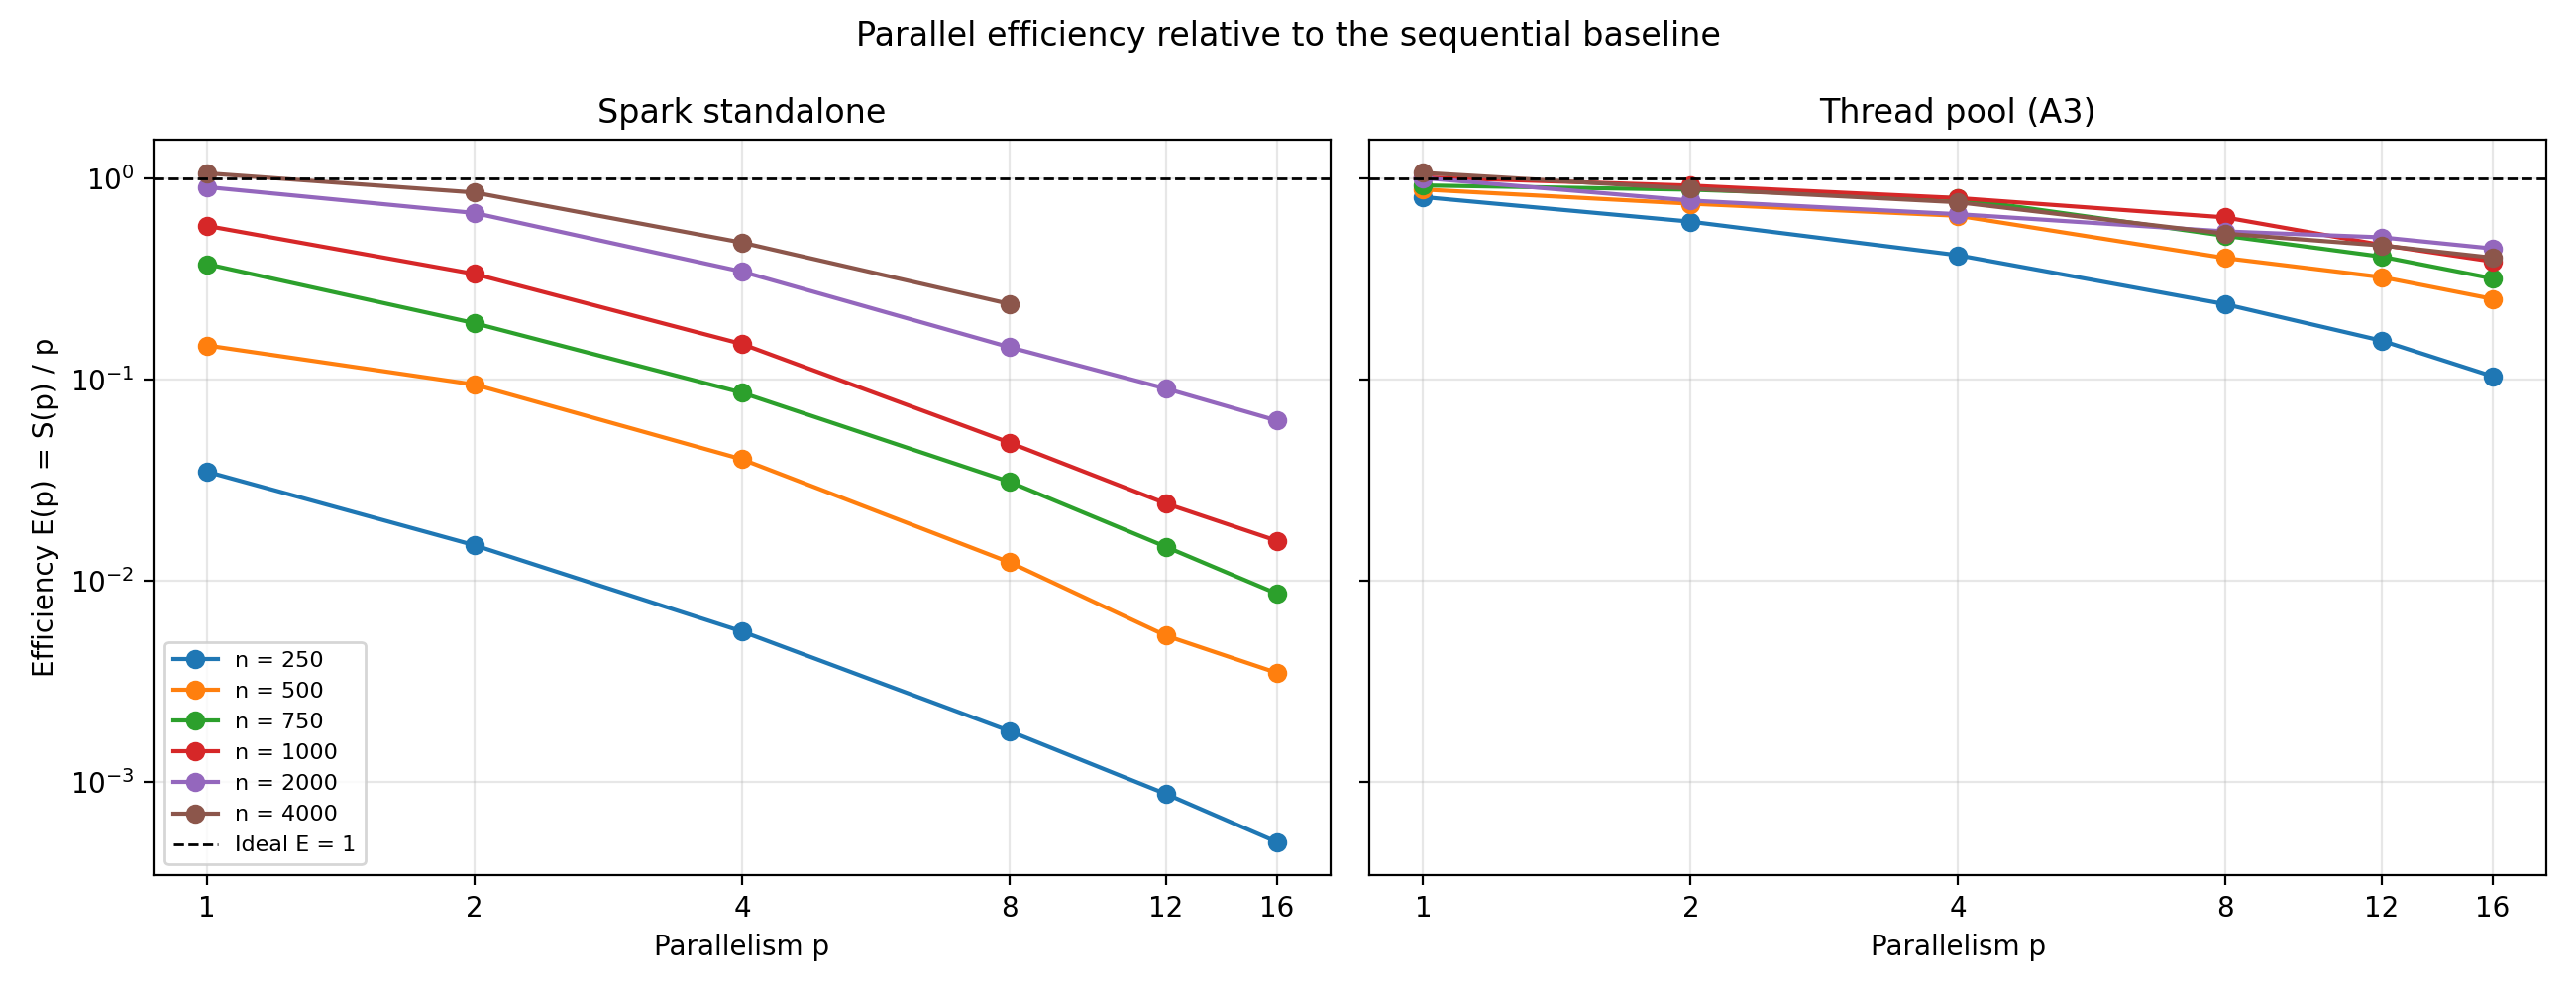 Parallel efficiency relative to the sequential baseline
Spark standalone
Efficiency E(p) = S(p) / p
10⁰
10⁻¹
10⁻²
10⁻³
n = 250
n = 500
n = 750
n = 1000
n = 2000
n = 4000
Ideal E = 1
1 2 4 8 12 16
Parallelism p
Thread pool (A3)
1 2 4 8 12 16
Parallelism p